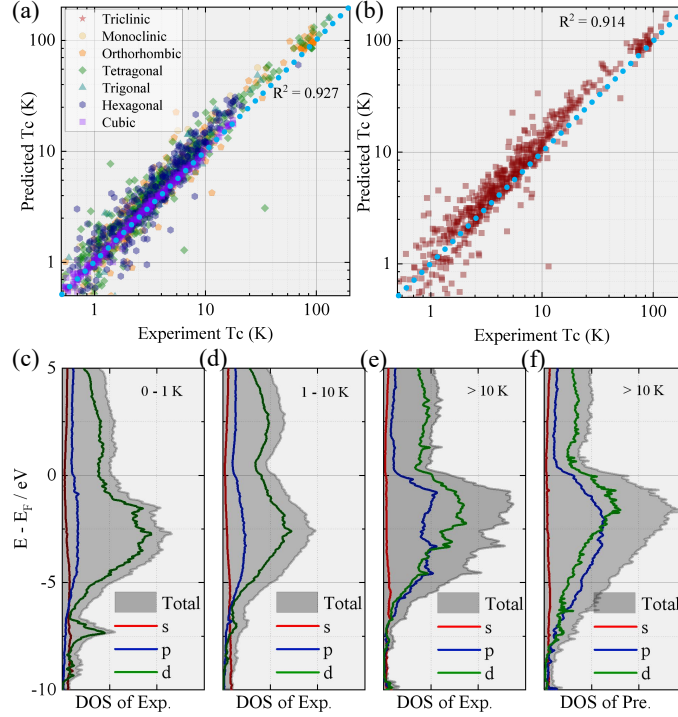 (a)
Triclinic
Monoclinic
Orthorhombic
Tetragonal
Trigonal
Hexagonal
Cubic
R² = 0.927
Predicted Tc (K)
100
10
1
1
10
100
Experiment Tc (K)
(b)
R² = 0.914
Predicted Tc (K)
100
10
1
1
10
100
Experiment Tc (K)
(c)
0 - 1 K
E - E_F / eV
5
0
-5
-10
Total
s
p
d
DOS of Exp.
(d)
1 - 10 K
Total
s
p
d
DOS of Exp.
(e)
> 10 K
Total
s
p
d
DOS of Exp.
(f)
> 10 K
Total
s
p
d
DOS of Pre.